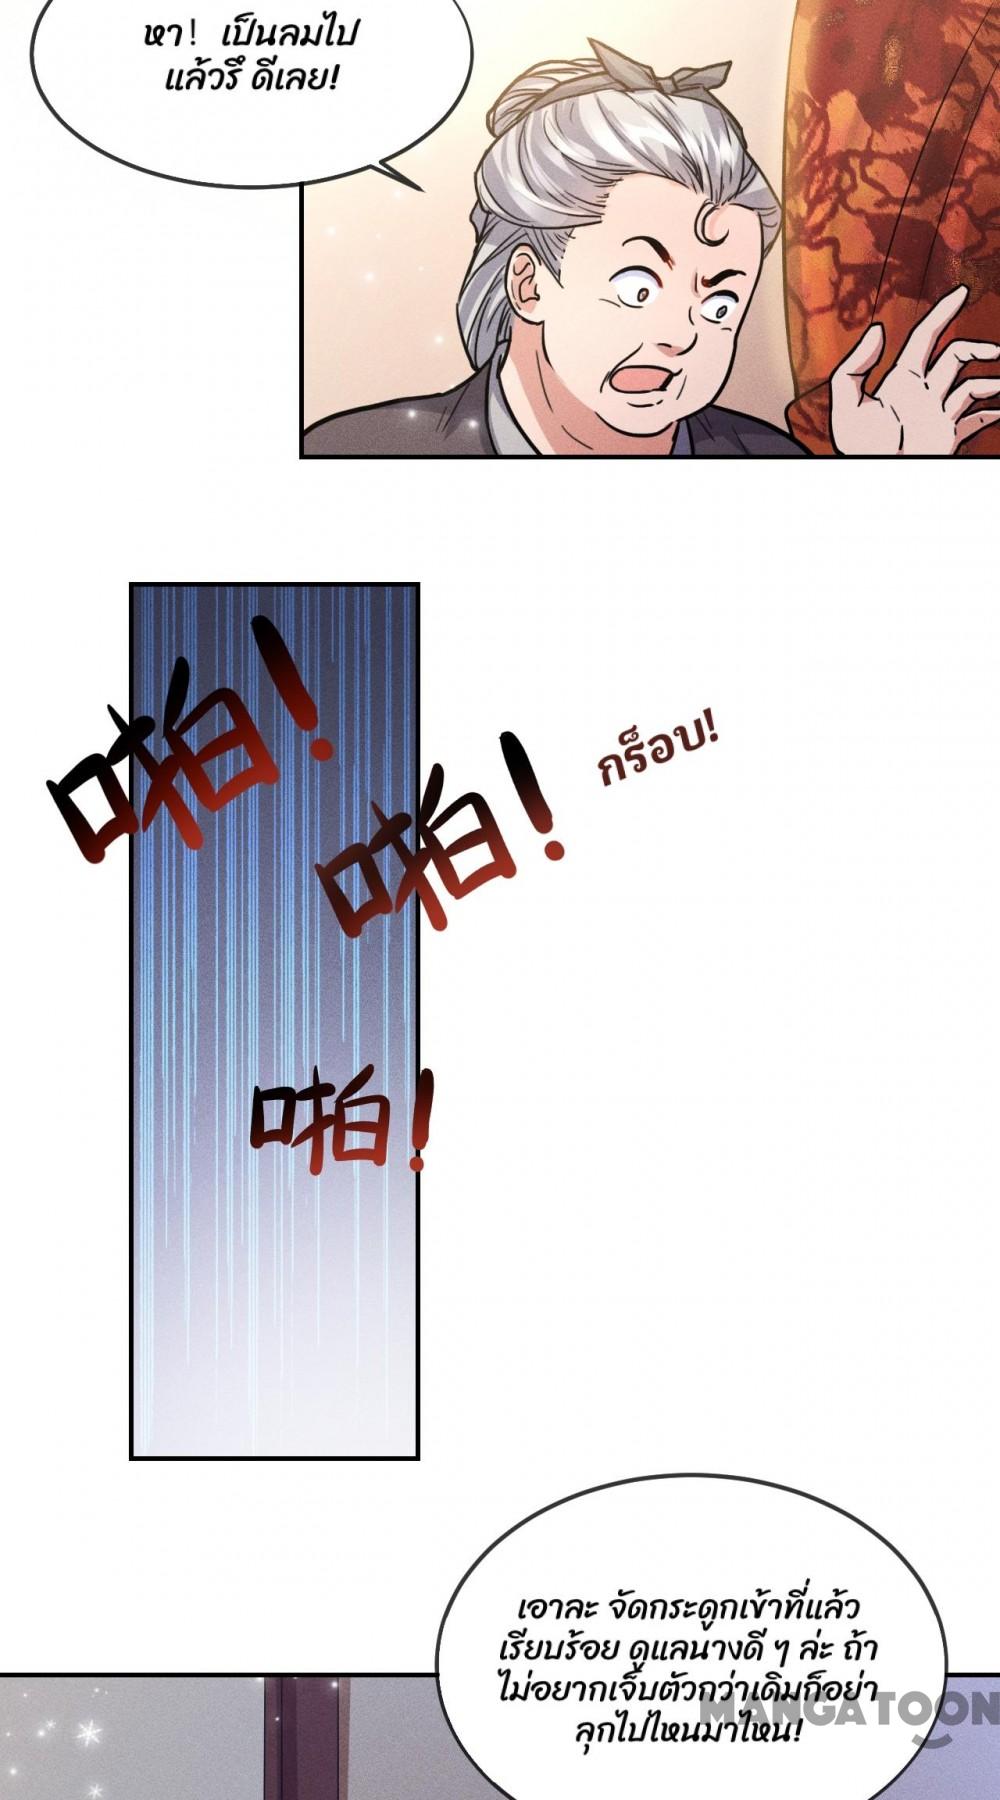 หา! เป็นลมไป
แล้วรึ ดีเลย!
啪!
啪!
กร็อบ!
啪!
เอาละ จัดกระดูกเข้าที่แล้ว
เรียบร้อย ดูแลนางดี ๆ ล่ะ ถ้า
ไม่อยากเจ็บตัวกว่าเดิมก็อย่า
ลุกไปไหนมาไหน!
MANGATOON